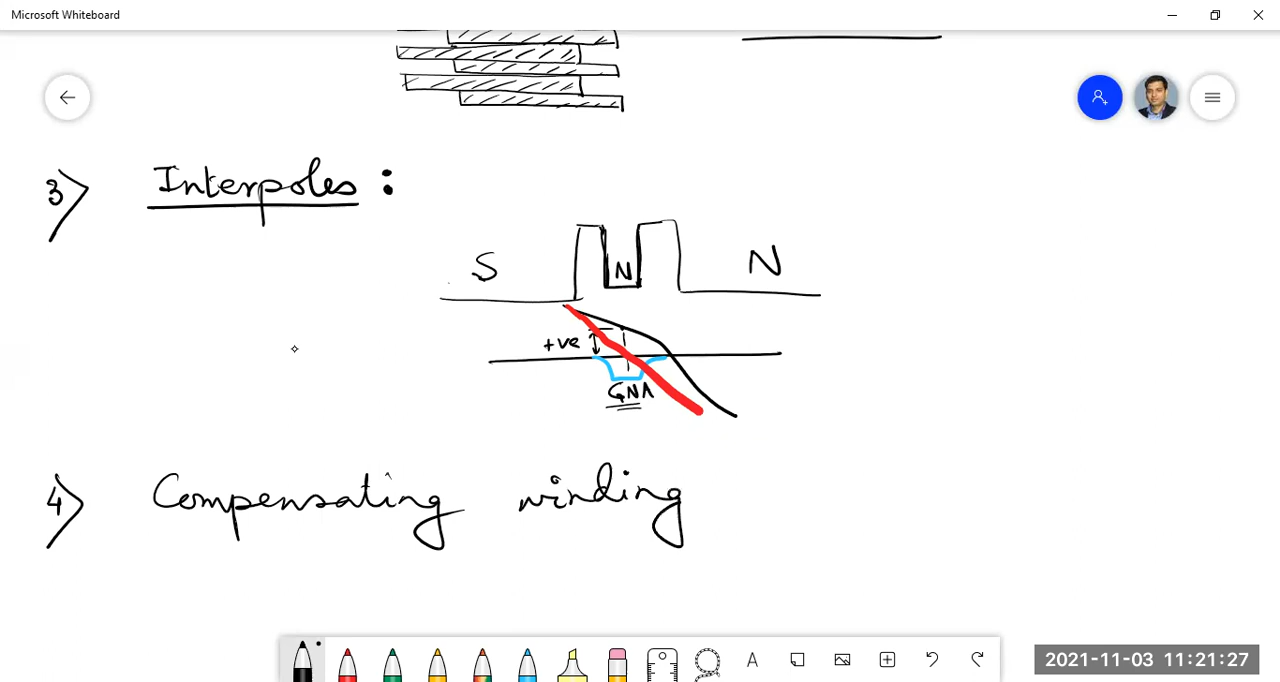 Microsoft Whiteboard
3) Interpoles :
S N N
+ve
GNA
4) Compensating winding
A
2021-11-03 11:21:27